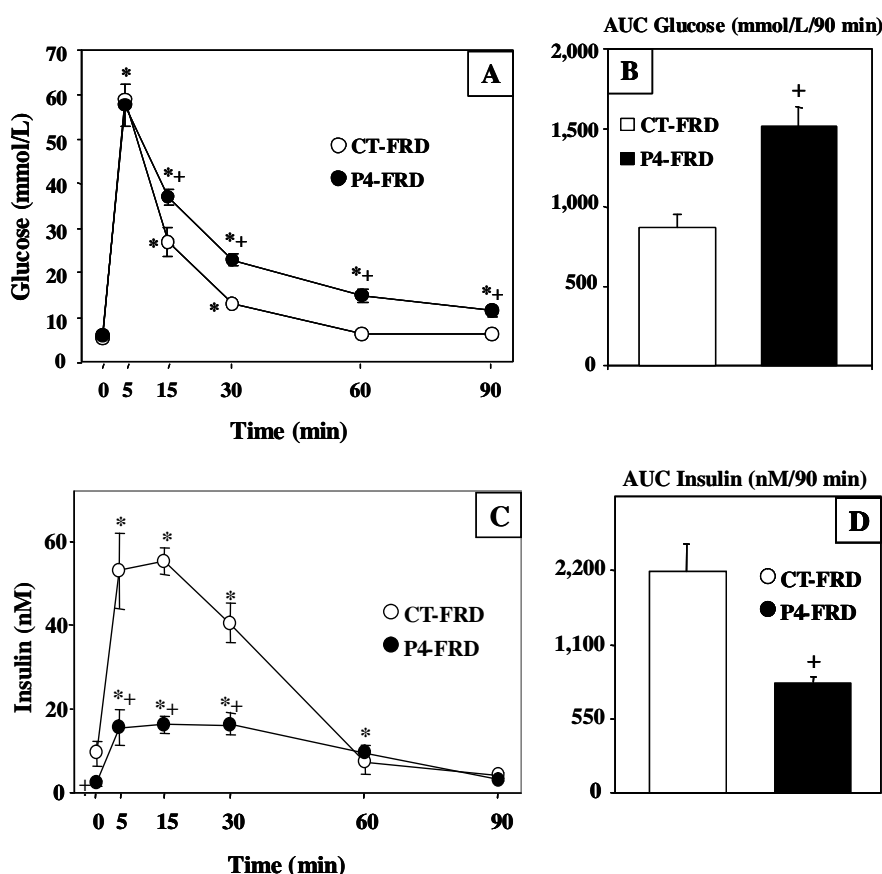 AUC Glucose (mmol/L/90 min)
70
60
50
40
30
20
10
0
Glucose (mmol/L)
A
CT-FRD
P4-FRD
*
*+
*
*+
*
*+
*+
0 5 15 30 60 90
Time (min)
2,000
1,500
1,000
500
0
B
CT-FRD
P4-FRD
+
AUC Insulin (nM/90 min)
60
40
20
0
Insulin (nM)
C
CT-FRD
P4-FRD
*
*
*
*+
*+
*+
*
+
0 5 15 30 60 90
Time (min)
2,200
1,100
550
0
D
CT-FRD
P4-FRD
+